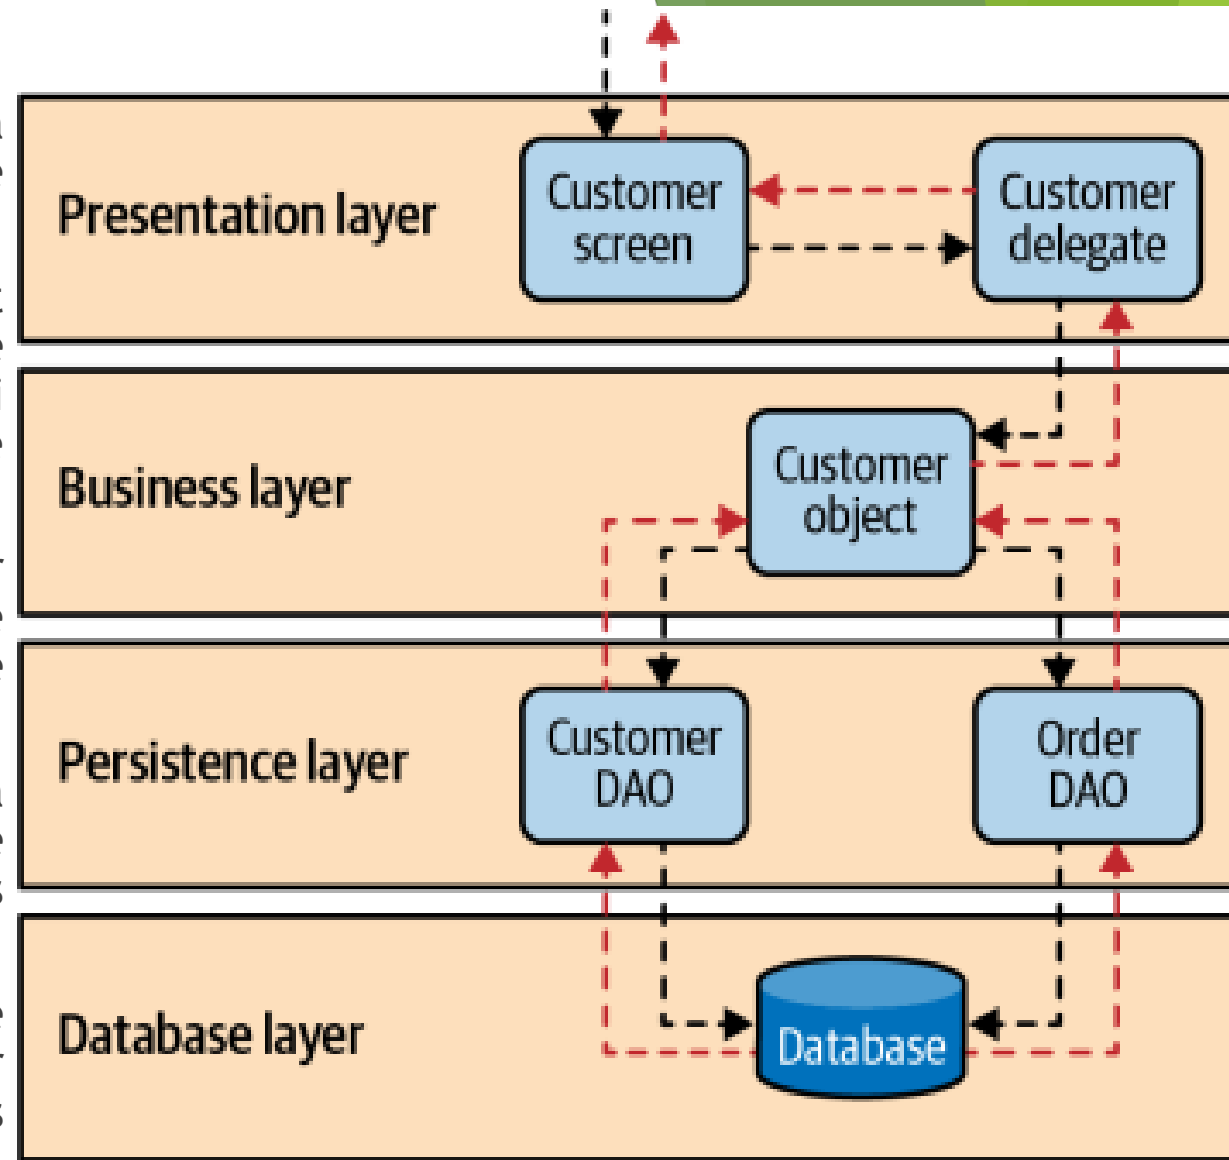 Presentation layer
Customer
screen
Customer
delegate
Business layer
Customer
object
Persistence layer
Customer
DAO
Order
DAO
Database layer
Database